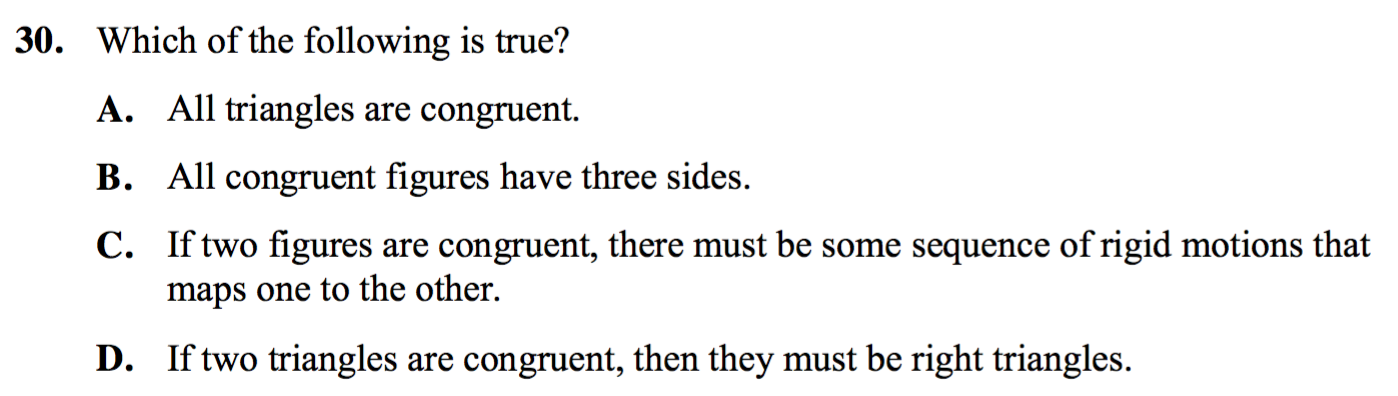 30. Which of the following is true?
A. All triangles are congruent.
B. All congruent figures have three sides.
C. If two figures are congruent, there must be some sequence of rigid motions that
maps one to the other.
D. If two triangles are congruent, then they must be right triangles.